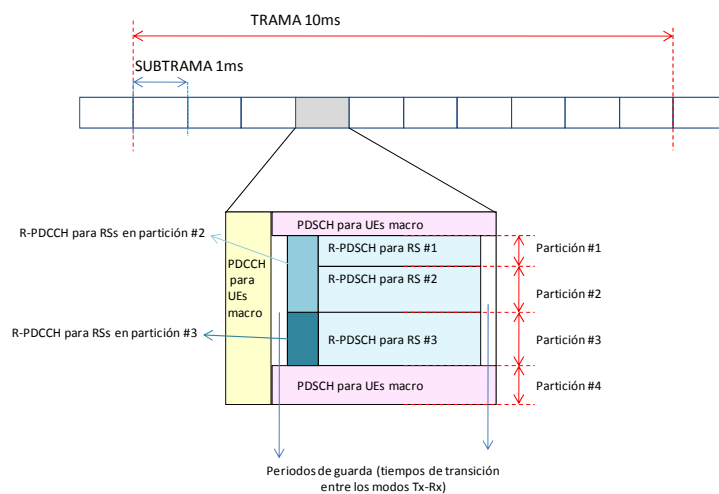 TRAMA 10ms
SUBTRAMA 1ms
PDSCH para UEs macro
R-PDCCH para RSs en partición #2
R-PDSCH para RS #1
Partición #1
PDCCH
para
UEs
macro
R-PDSCH para RS #2
Partición #2
R-PDCCH para RSs en partición #3
R-PDSCH para RS #3
Partición #3
PDSCH para UEs macro
Partición #4
Periodos de guarda (tiempos de transición
entre los modos Tx-Rx)